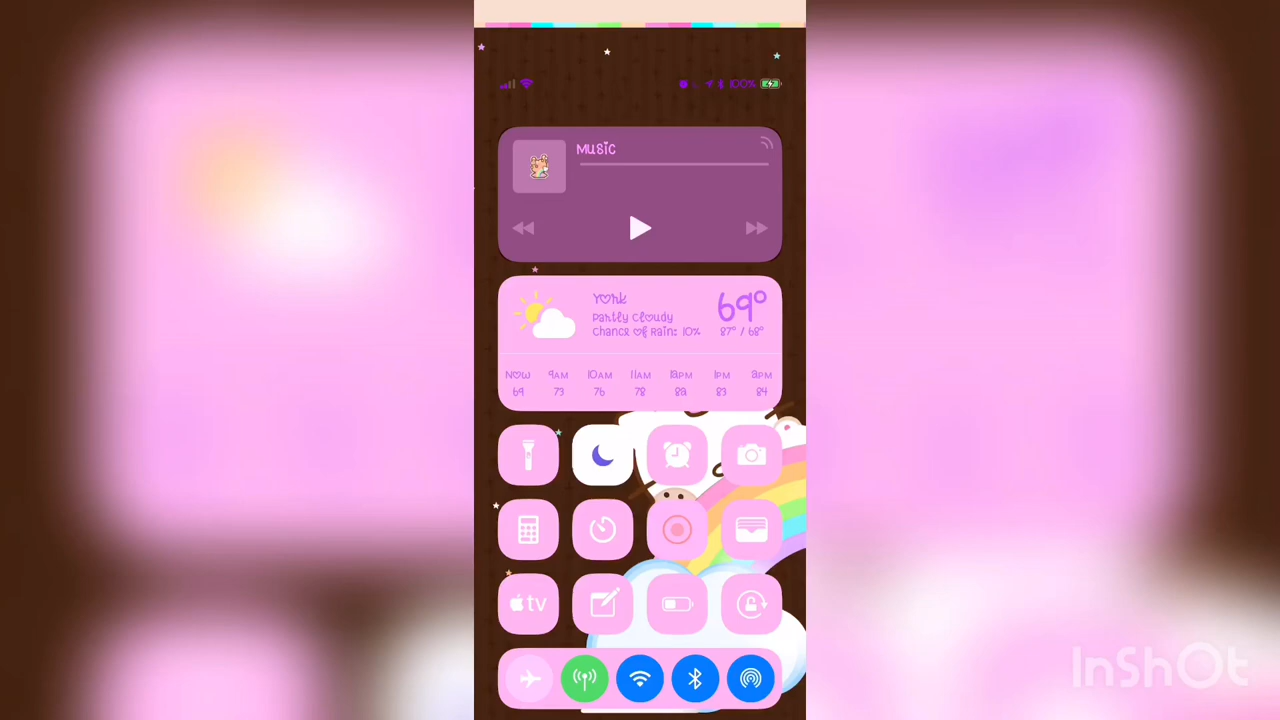 100%
Music
York
69°
Partly Cloudy
Chance of Rain: 10%
87° / 68°
Now 9AM 10AM 11AM 12PM 1PM 2PM
69 73 76 78 82 83 84
tv
InShOt